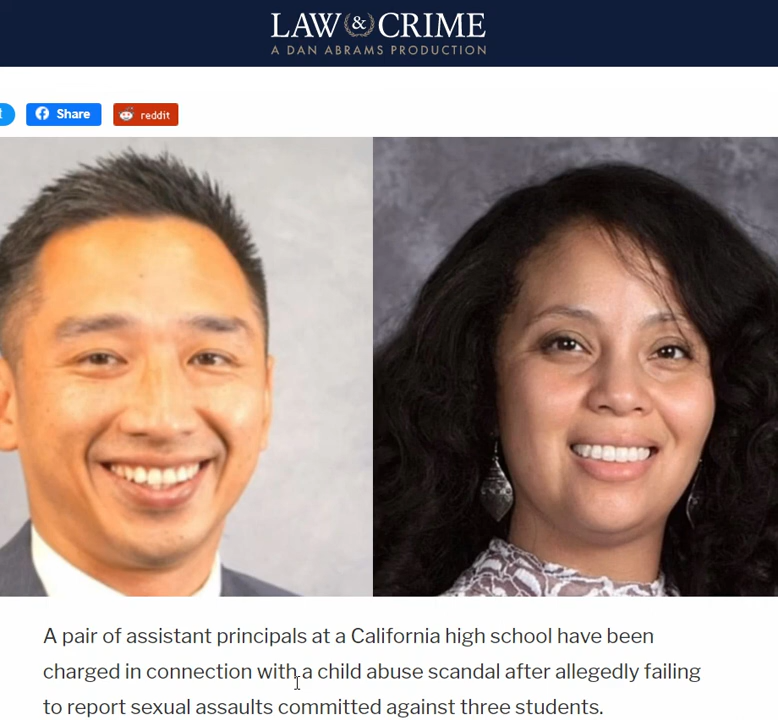 LAW & CRIME
A DAN ABRAMS PRODUCTION
t
Share
reddit
A pair of assistant principals at a California high school have been
charged in connection with a child abuse scandal after allegedly failing
to report sexual assaults committed against three students.